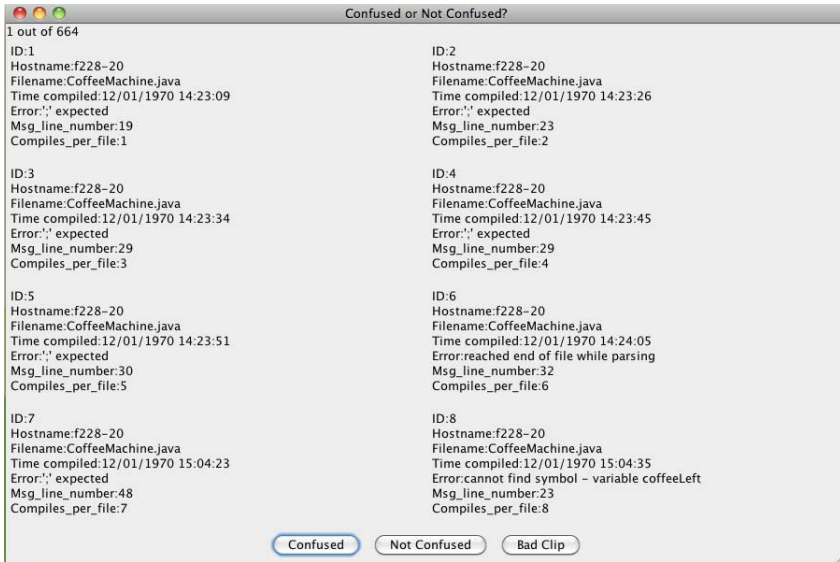 Confused or Not Confused?
1 out of 664
ID:1
Hostname:f228-20
Filename:CoffeeMachine.java
Time compiled:12/01/1970 14:23:09
Error:';' expected
Msg_line_number:19
Compiles_per_file:1
ID:2
Hostname:f228-20
Filename:CoffeeMachine.java
Time compiled:12/01/1970 14:23:26
Error:';' expected
Msg_line_number:23
Compiles_per_file:2
ID:3
Hostname:f228-20
Filename:CoffeeMachine.java
Time compiled:12/01/1970 14:23:34
Error:';' expected
Msg_line_number:29
Compiles_per_file:3
ID:4
Hostname:f228-20
Filename:CoffeeMachine.java
Time compiled:12/01/1970 14:23:45
Error:';' expected
Msg_line_number:29
Compiles_per_file:4
ID:5
Hostname:f228-20
Filename:CoffeeMachine.java
Time compiled:12/01/1970 14:23:51
Error:';' expected
Msg_line_number:30
Compiles_per_file:5
ID:6
Hostname:f228-20
Filename:CoffeeMachine.java
Time compiled:12/01/1970 14:24:05
Error:reached end of file while parsing
Msg_line_number:32
Compiles_per_file:6
ID:7
Hostname:f228-20
Filename:CoffeeMachine.java
Time compiled:12/01/1970 15:04:23
Error:';' expected
Msg_line_number:48
Compiles_per_file:7
ID:8
Hostname:f228-20
Filename:CoffeeMachine.java
Time compiled:12/01/1970 15:04:35
Error:cannot find symbol - variable coffeeLeft
Msg_line_number:23
Compiles_per_file:8
Confused
Not Confused
Bad Clip